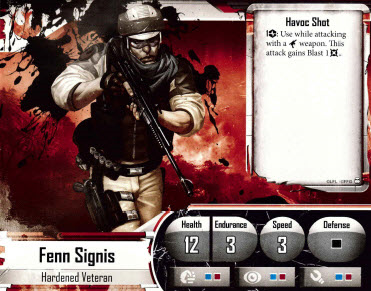 Havoc Shot
1: Use while attacking
with a weapon. This
attack gains Blast 1.
Fenn Signis
Hardened Veteran
Health
12
Endurance
3
Speed
3
Defense